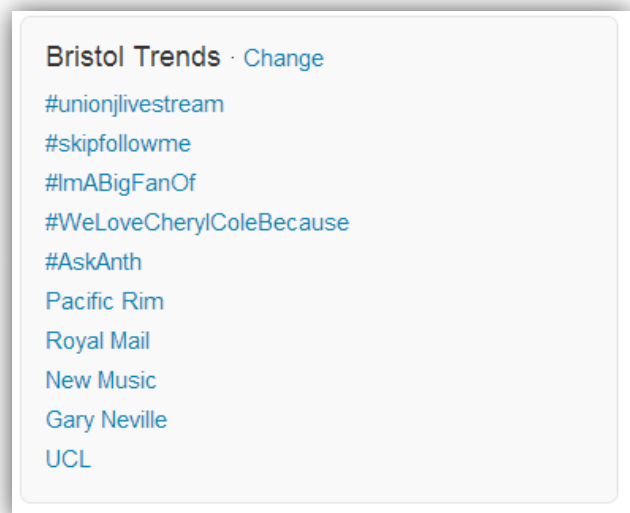 Bristol Trends · Change
#unionjlivestream
#skipfollowme
#ImABigFanOf
#WeLoveCherylColeBecause
#AskAnth
Pacific Rim
Royal Mail
New Music
Gary Neville
UCL